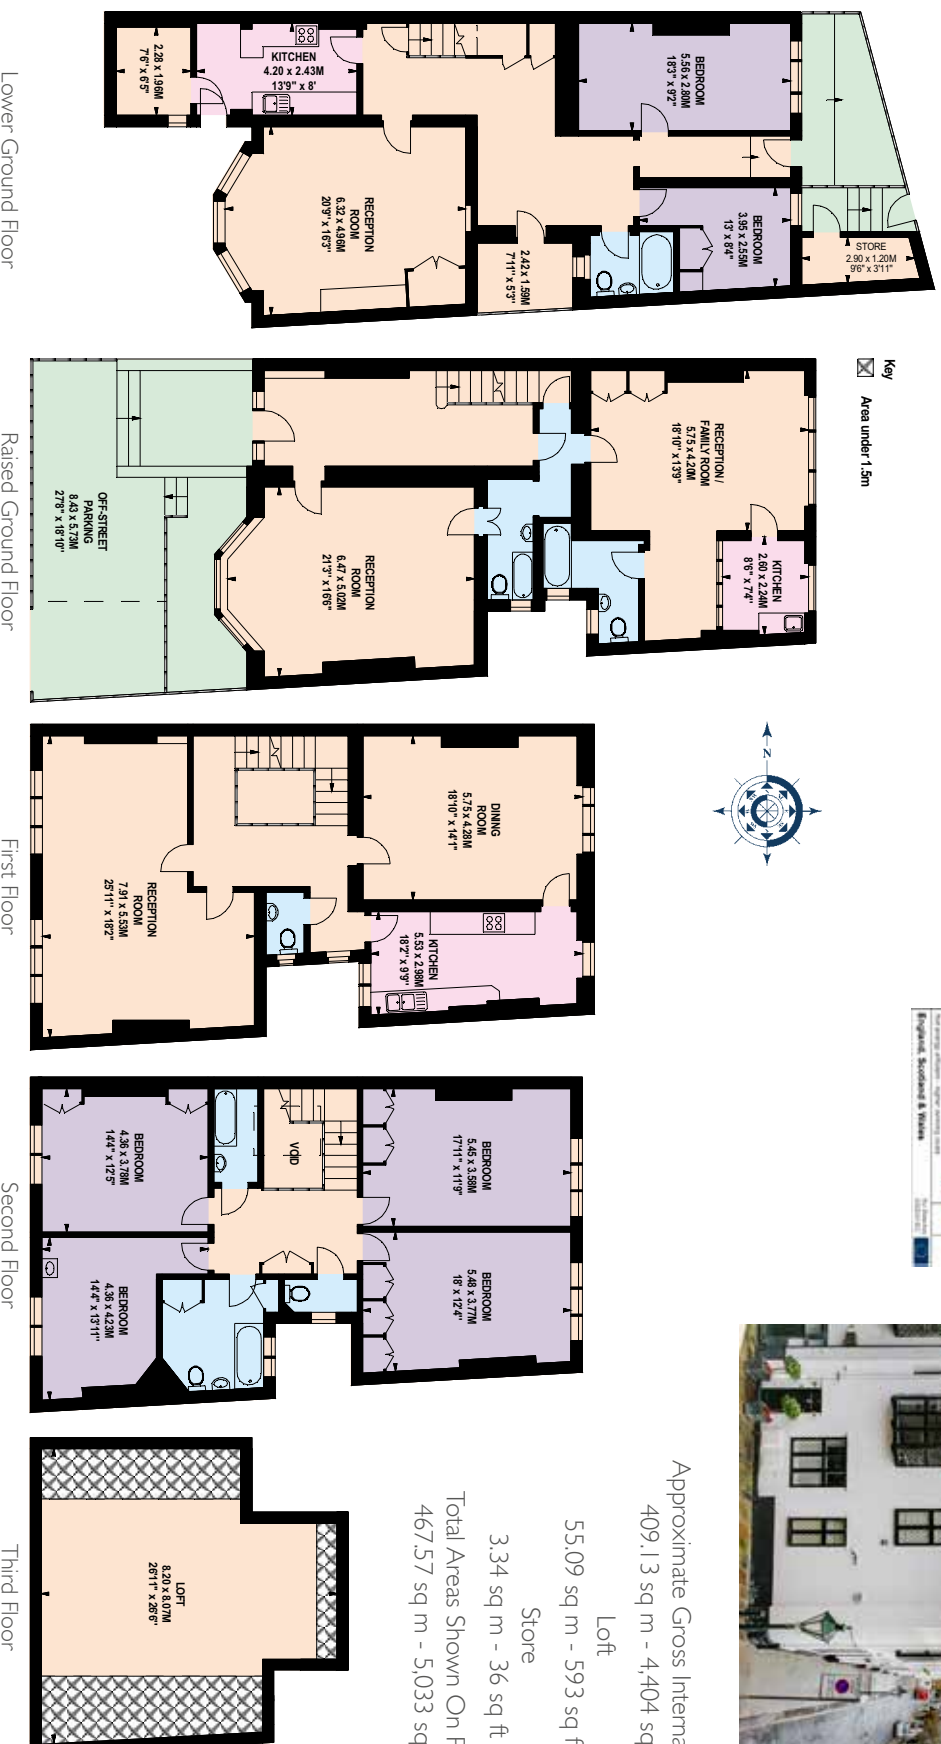 2.28 x 1.96M
7'6" x 6'5"
KITCHEN
4.20 x 2.43M
13'9" x 8'
BEDROOM
5.56 x 2.80M
18'3" x 9'2"
RECEPTION
ROOM
6.32 x 4.96M
20'9" x 16'3"
2.42 x 1.59M
7'11" x 5'3"
BEDROOM
3.95 x 2.55M
13' x 8'4"
STORE
2.90 x 1.20M
9'6" x 3'11"
Lower Ground Floor
Key
Area under 1.5m
RECEPTION /
FAMILY ROOM
5.75 x 4.20M
18'10" x 13'9"
KITCHEN
2.60 x 2.24M
8'6" x 7'4"
RECEPTION
ROOM
6.47 x 5.02M
21'3" x 16'6"
OFF-STREET
PARKING
8.43 x 5.73M
27'8" x 18'10"
Raised Ground Floor
N
DINING
ROOM
5.75 x 4.28M
18'10" x 14'1"
KITCHEN
5.53 x 2.98M
18'2" x 9'9"
RECEPTION
ROOM
7.91 x 5.53M
25'11" x 18'2"
First Floor
England, Scotland & Wales
BEDROOM
4.36 x 3.78M
14'4" x 12'5"
VOID
BEDROOM
5.45 x 3.58M
17'11" x 11'9"
BEDROOM
4.36 x 4.23M
14'4" x 13'11"
BEDROOM
5.48 x 3.77M
18' x 12'4"
Second Floor
LOFT
8.20 x 8.07M
26'11" x 26'6"
Third Floor
Approximate Gross Interna
409.13 sq m - 4,404 sq
Loft
55.09 sq m - 593 sq f
Store
3.34 sq m - 36 sq ft
Total Areas Shown On P
467.57 sq m - 5,033 sq